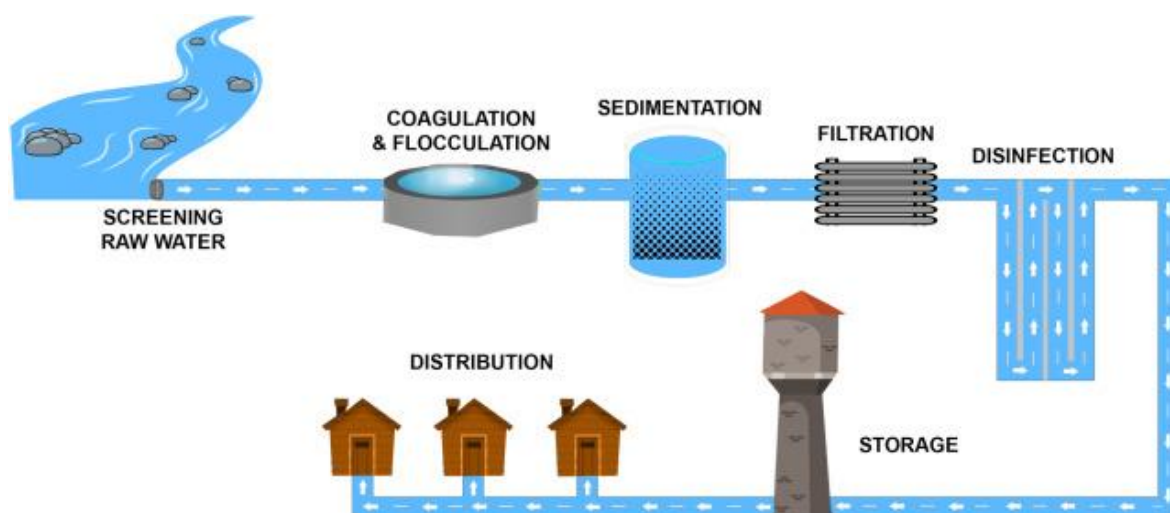 SCREENING
RAW WATER
COAGULATION
& FLOCCULATION
SEDIMENTATION
FILTRATION
DISINFECTION
STORAGE
DISTRIBUTION